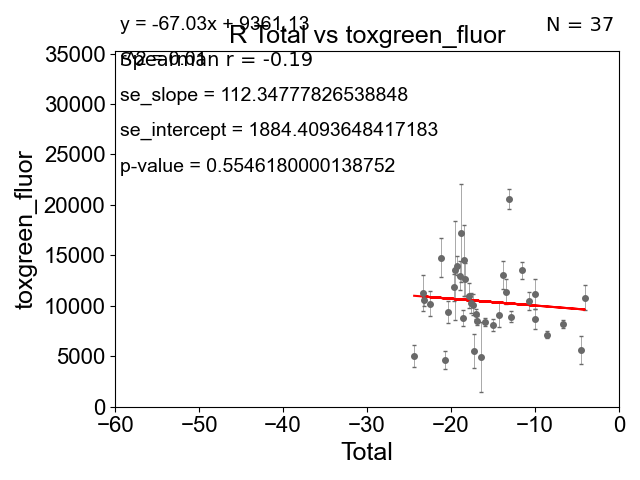 y = -67.03x + 9361.13
N = 37
R Total vs toxgreen_fluor
r^2 = 0.01
Spearman r = -0.19
se_slope = 112.34777826538848
se_intercept = 1884.4093648417183
p-value = 0.5546180000138752
35000
30000
25000
20000
15000
10000
5000
0
toxgreen_fluor
−60
−50
−40
−30
−20
−10
0
Total